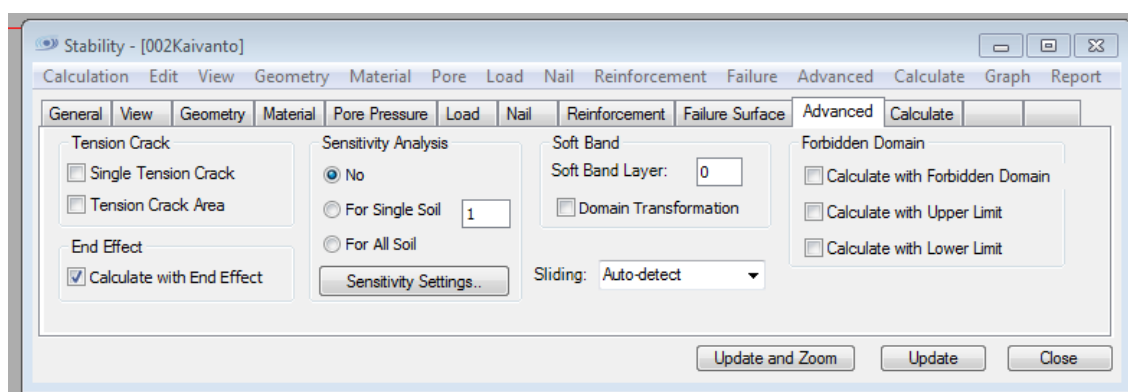 Stability - [002Kaivanto]
Calculation Edit View Geometry Material Pore Load Nail Reinforcement Failure Advanced Calculate Graph Report
General View Geometry Material Pore Pressure Load Nail Reinforcement Failure Surface Advanced Calculate
Tension Crack
Single Tension Crack
Tension Crack Area
End Effect
Calculate with End Effect
Sensitivity Analysis
No
For Single Soil 1
For All Soil
Sensitivity Settings..
Soft Band
Soft Band Layer: 0
Domain Transformation
Sliding: Auto-detect
Forbidden Domain
Calculate with Forbidden Domain
Calculate with Upper Limit
Calculate with Lower Limit
Update and Zoom Update Close